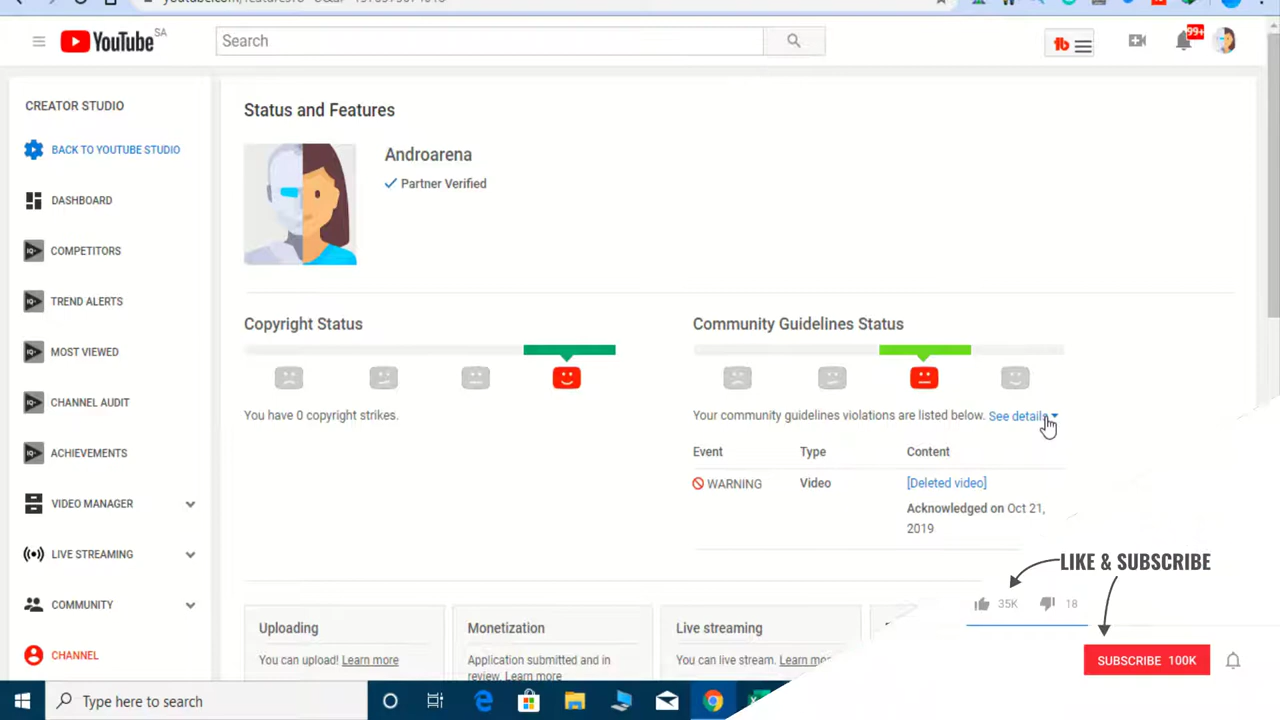 YouTube SA
Search
99+
CREATOR STUDIO
BACK TO YOUTUBE STUDIO
DASHBOARD
COMPETITORS
TREND ALERTS
MOST VIEWED
CHANNEL AUDIT
ACHIEVEMENTS
VIDEO MANAGER
LIVE STREAMING
COMMUNITY
CHANNEL
Status and Features
Androarena
Partner Verified
Copyright Status
You have 0 copyright strikes.
Community Guidelines Status
Your community guidelines violations are listed below. See details
Event Type Content
WARNING Video [Deleted video]
Acknowledged on Oct 21,
2019
Uploading
You can upload! Learn more
Monetization
Application submitted and in
review. Learn more
Live streaming
You can live stream. Learn
LIKE & SUBSCRIBE
35K 18
SUBSCRIBE 100K
Type here to search